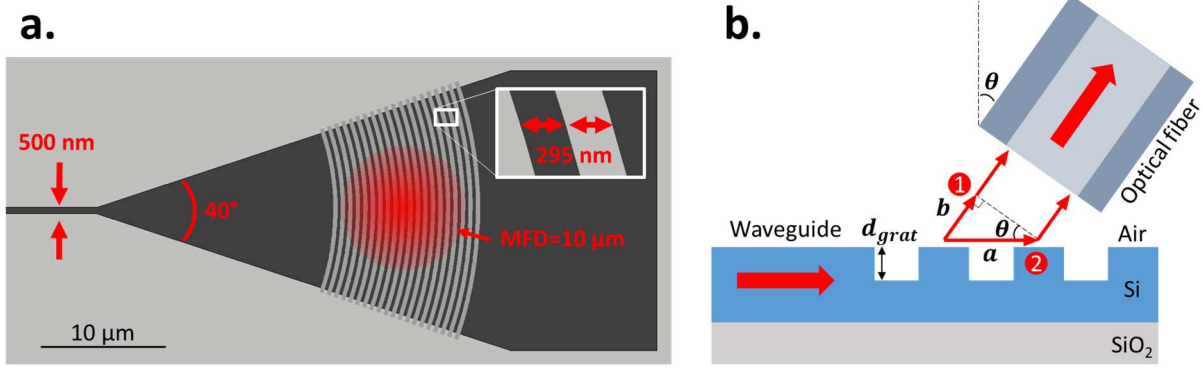 a.
500 nm
40°
295 nm
MFD=10 μm
10 μm
b.
θ
Optical fiber
1
b
θ
Waveguide
d_grat
a
2
Air
Si
SiO₂